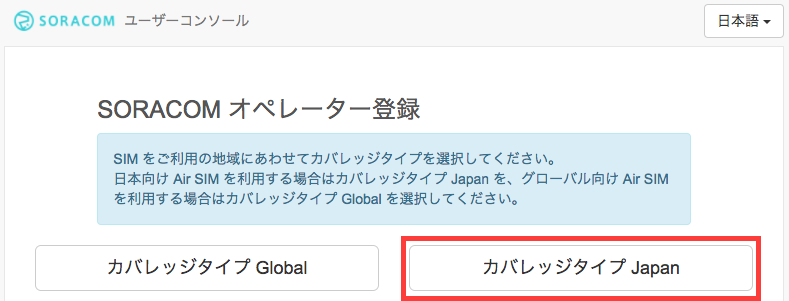 SORACOM ユーザーコンソール
日本語
SORACOM オペレーター登録
SIM をご利用の地域にあわせてカバレッジタイプを選択してください。
日本向け Air SIM を利用する場合はカバレッジタイプ Japan を、グローバル向け Air SIM
を利用する場合はカバレッジタイプ Global を選択してください。
カバレッジタイプ Global
カバレッジタイプ Japan